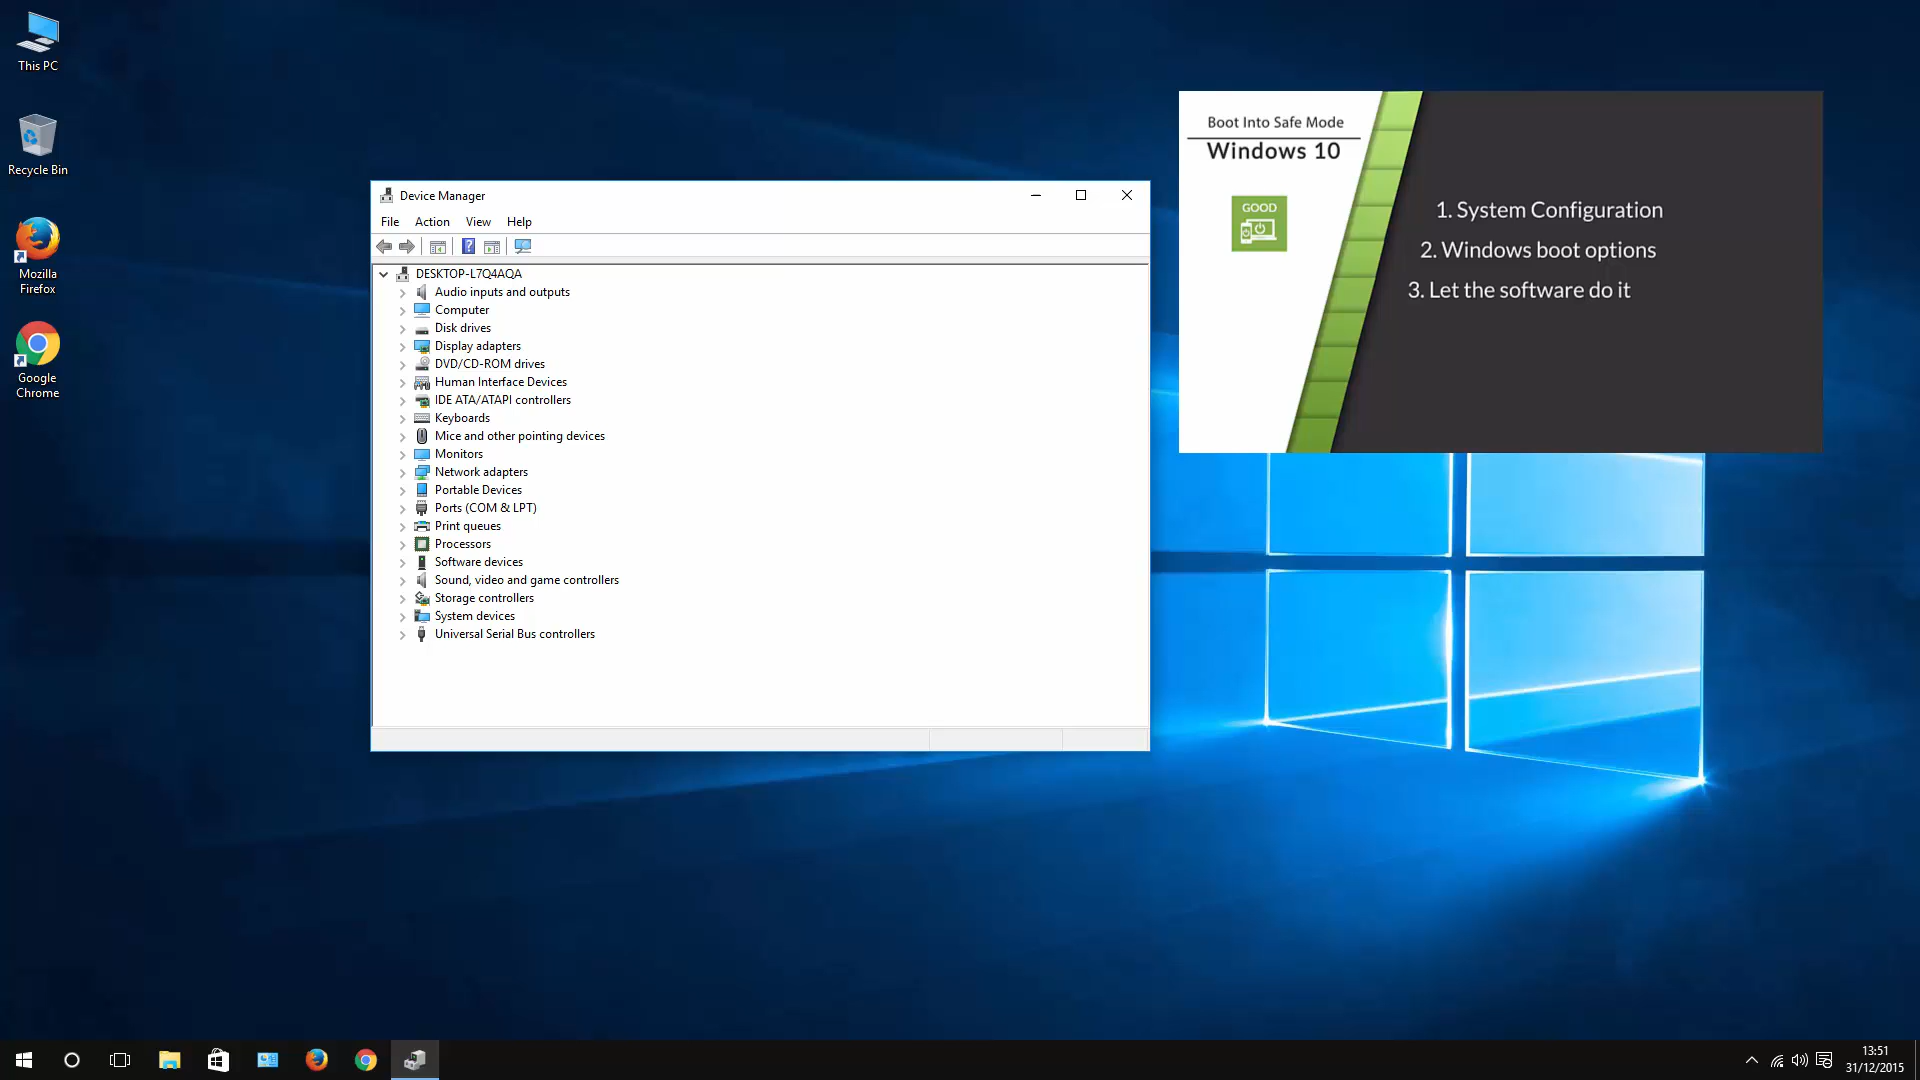 This PC
Recycle Bin
Mozilla
Firefox
Google
Chrome
Device Manager
File Action View Help
DESKTOP-L7Q4AQA
Audio inputs and outputs
Computer
Disk drives
Display adapters
DVD/CD-ROM drives
Human Interface Devices
IDE ATA/ATAPI controllers
Keyboards
Mice and other pointing devices
Monitors
Network adapters
Portable Devices
Ports (COM & LPT)
Print queues
Processors
Software devices
Sound, video and game controllers
Storage controllers
System devices
Universal Serial Bus controllers
Boot Into Safe Mode
Windows 10
GOOD
1. System Configuration
2. Windows boot options
3. Let the software do it
13:51
31/12/2015